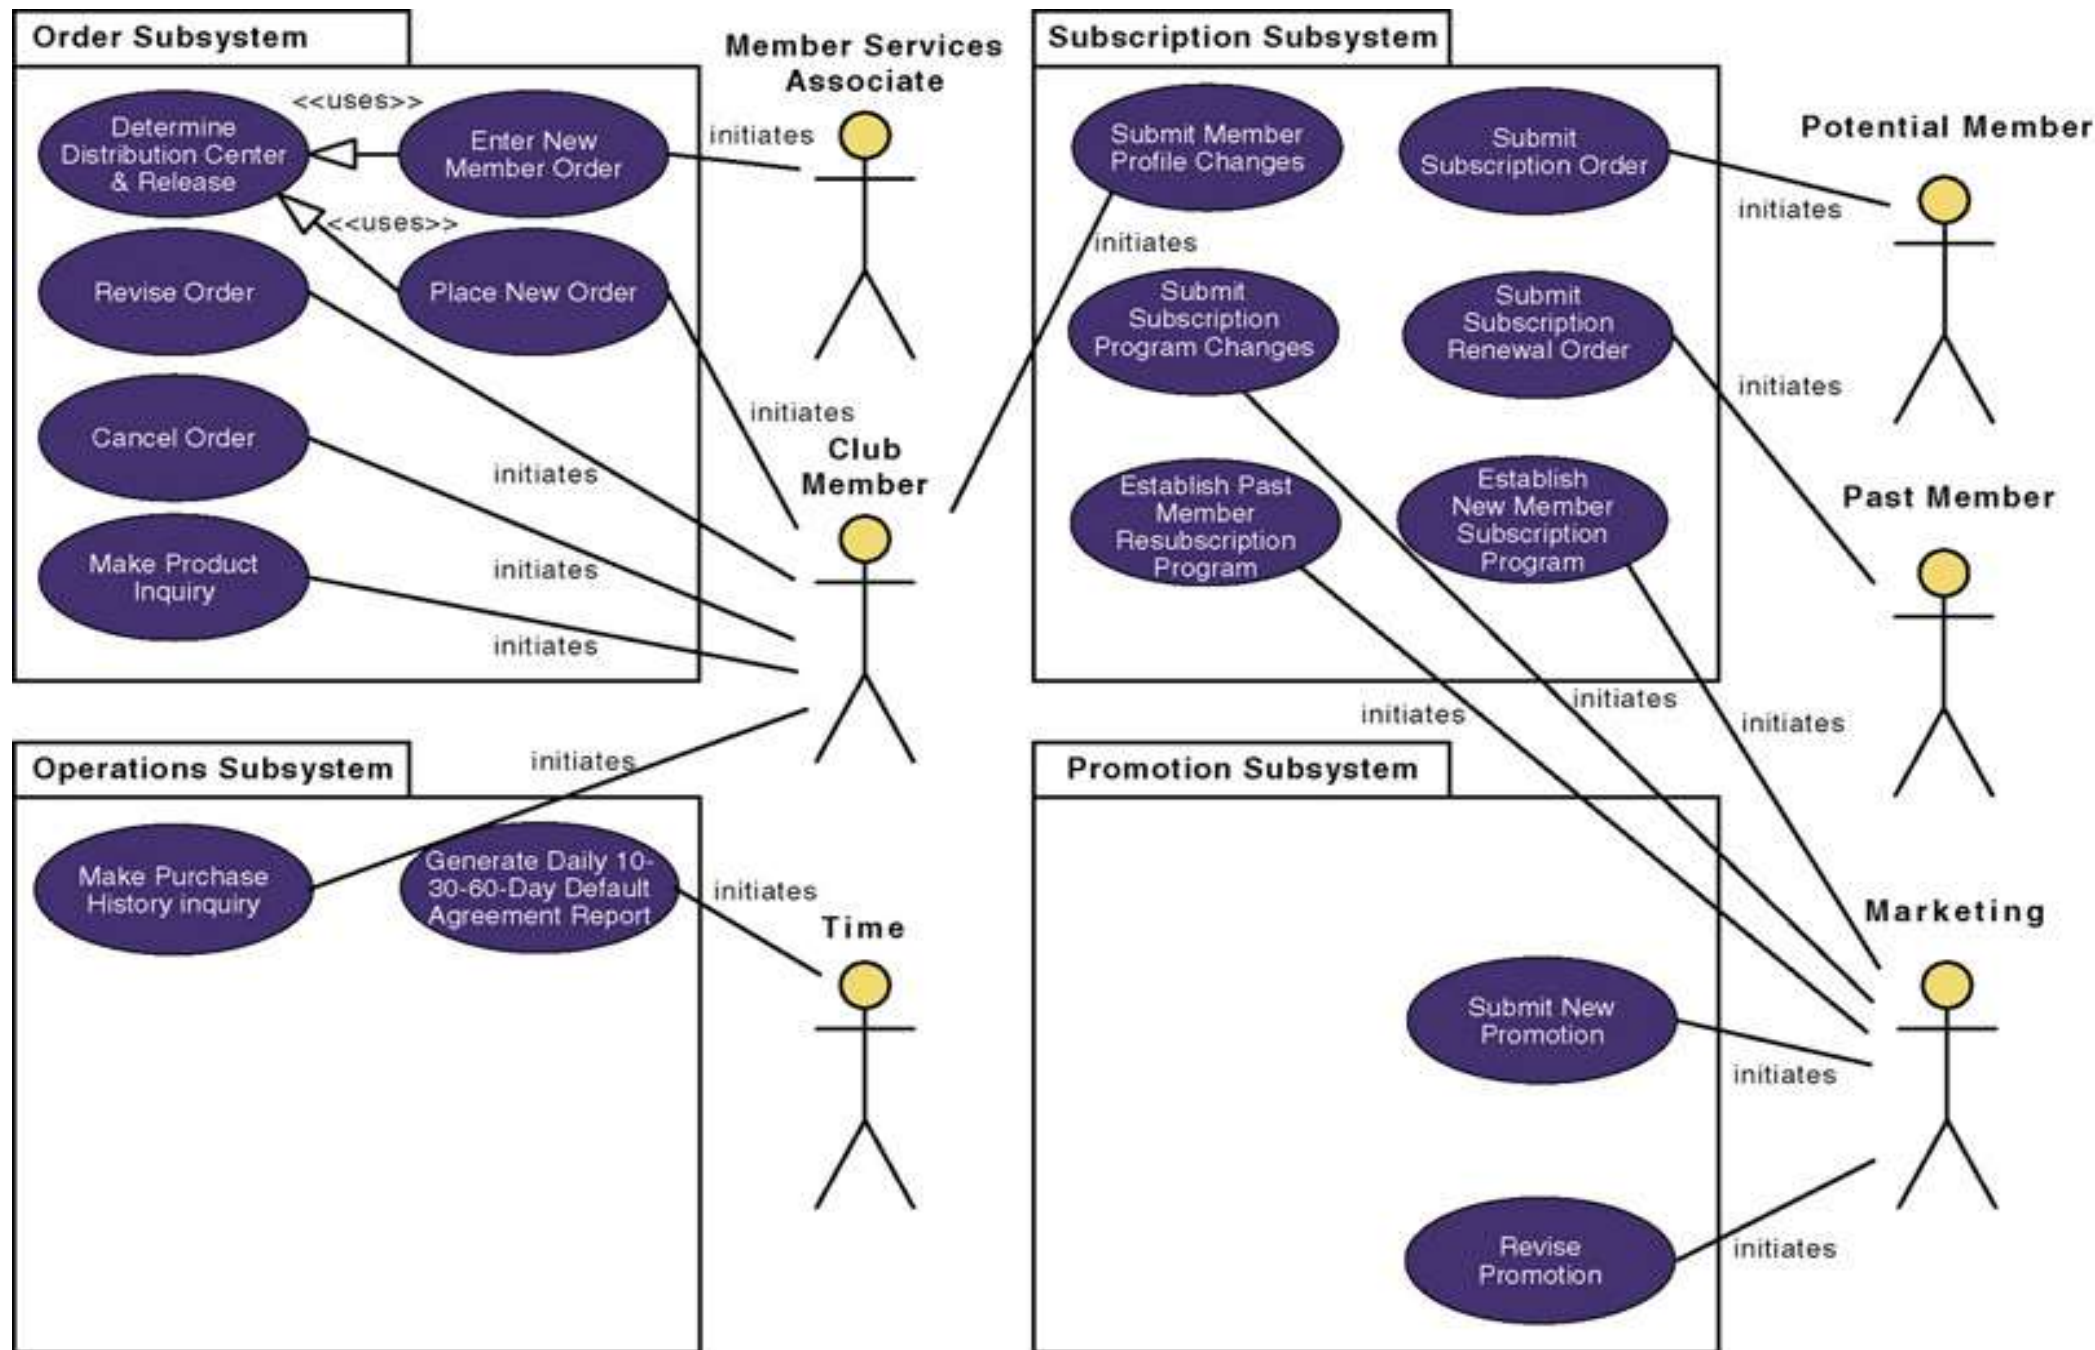 Order Subsystem
<<uses>>
Determine
Distribution Center
& Release
Enter New
Member Order
<<uses>>
Revise Order
Place New Order
Cancel Order
Make Product
Inquiry
initiates
initiates
initiates
Member Services
Associate
initiates
initiates
Club
Member
Subscription Subsystem
Submit Member
Profile Changes
Submit
Subscription Order
initiates
Submit
Subscription
Program Changes
Submit
Subscription
Renewal Order
Establish Past
Member
Resubscription
Program
Establish
New Member
Subscription
Program
Potential Member
initiates
initiates
Past Member
initiates
initiates
initiates
Operations Subsystem
initiates
Make Purchase
History inquiry
Generate Daily 10-
30-60-Day Default
Agreement Report
initiates
Time
Promotion Subsystem
Marketing
Submit New
Promotion
initiates
Revise
Promotion
initiates